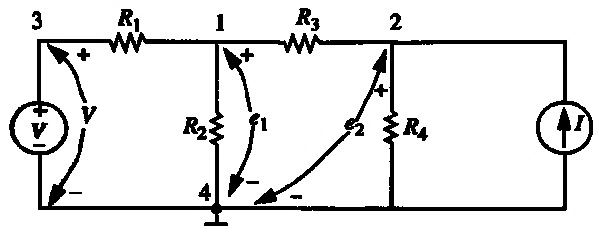 3 R1 1 R3 2
+ + +
+ V - V R2 e1 e2 R4 I
- 4 - -